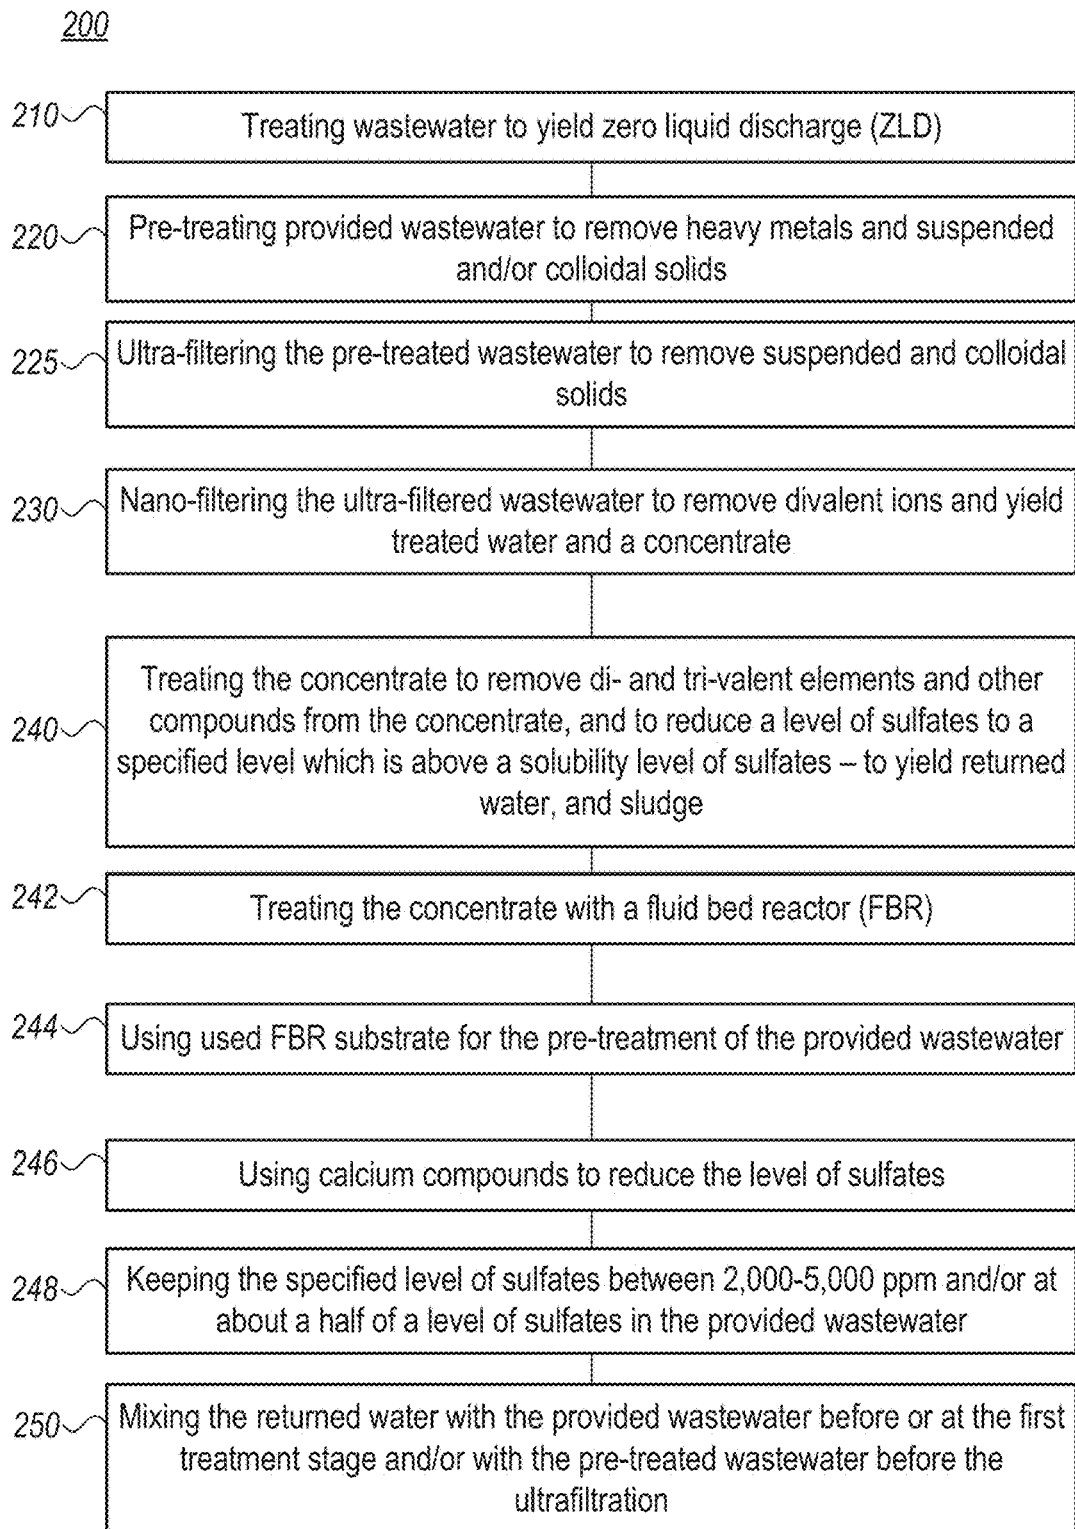 200
210
Treating wastewater to yield zero liquid discharge (ZLD)
220
Pre-treating provided wastewater to remove heavy metals and suspended
and/or colloidal solids
225
Ultra-filtering the pre-treated wastewater to remove suspended and colloidal
solids
230
Nano-filtering the ultra-filtered wastewater to remove divalent ions and yield
treated water and a concentrate
240
Treating the concentrate to remove di- and tri-valent elements and other
compounds from the concentrate, and to reduce a level of sulfates to a
specified level which is above a solubility level of sulfates – to yield returned
water, and sludge
242
Treating the concentrate with a fluid bed reactor (FBR)
244
Using used FBR substrate for the pre-treatment of the provided wastewater
246
Using calcium compounds to reduce the level of sulfates
248
Keeping the specified level of sulfates between 2,000-5,000 ppm and/or at
about a half of a level of sulfates in the provided wastewater
250
Mixing the returned water with the provided wastewater before or at the first
treatment stage and/or with the pre-treated wastewater before the
ultrafiltration